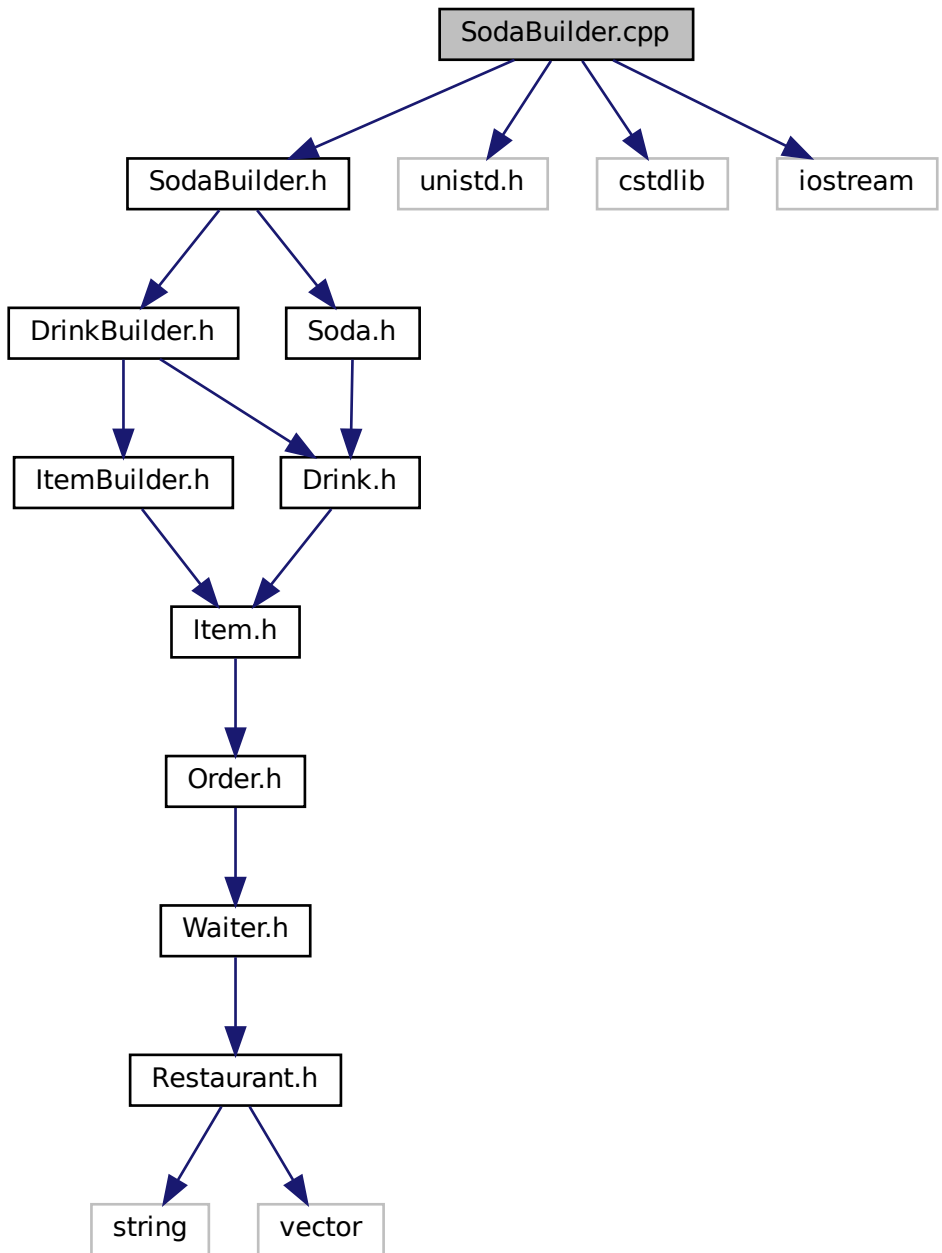 SodaBuilder.cpp
SodaBuilder.h
unistd.h
cstdlib
iostream
DrinkBuilder.h
Soda.h
ItemBuilder.h
Drink.h
Item.h
Order.h
Waiter.h
Restaurant.h
string
vector